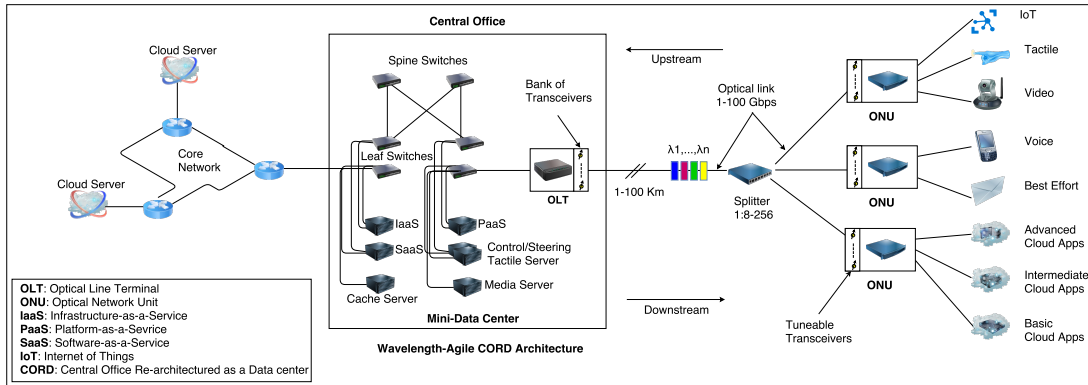 Central Office
Cloud Server
Spine Switches
Bank of
Transceivers
Upstream
IoT
Tactile
Optical link
1-100 Gbps
ONU
Video
Core
Network
Leaf Switches
λ1,...,λn
Voice
Cloud Server
OLT
1-100 Km
Splitter
1:8-256
ONU
Best Effort
IaaS
PaaS
SaaS
Control/Steering
Tactile Server
Advanced
Cloud Apps
ONU
Cache Server
Media Server
Intermediate
Cloud Apps
Mini-Data Center
Downstream
Tuneable
Transceivers
Basic
Cloud Apps
Wavelength-Agile CORD Architecture
OLT: Optical Line Terminal
ONU: Optical Network Unit
IaaS: Infrastructure-as-a-Service
PaaS: Platform-as-a-Service
SaaS: Software-as-a-Service
IoT: Internet of Things
CORD: Central Office Re-architectured as a Data center